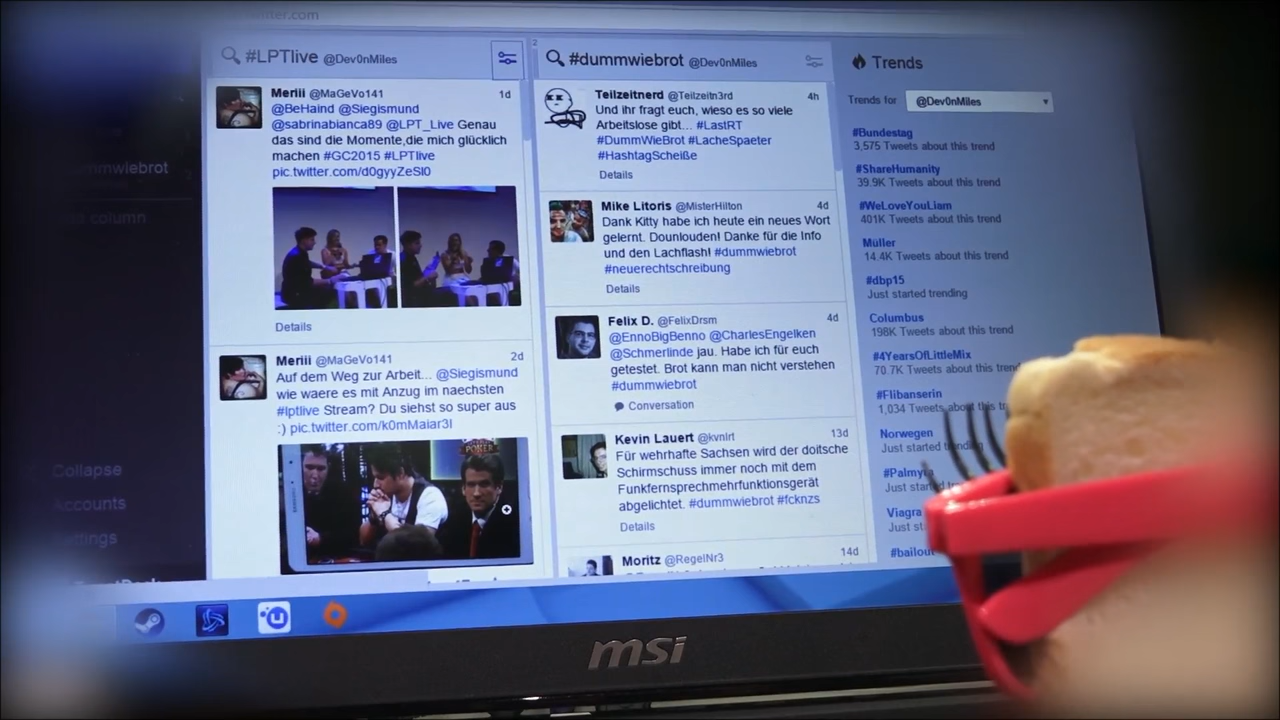 #LPTlive @Dev0nMiles
Meriii @MaGeVo141 1d
@BeHaind @Siegismund
@sabrinabianca89 @LPT_Live Genau
das sind die Momente,die mich glücklich
machen #GC2015 #LPTlive
pic.twitter.com/d0gyyZeSl0
Details
Meriii @MaGeVo141 2d
Auf dem Weg zur Arbeit... @Siegismund
wie waere es mit Anzug im naechsten
#lptlive Stream? Du siehst so super aus
:) pic.twitter.com/k0mMaiar3I
POKER
2
#dummwiebrot @Dev0nMiles
Teilzeitnerd @Teilzeitn3rd 4h
Und ihr fragt euch, wieso es so viele
Arbeitslose gibt... #LastRT
#DummWieBrot #LacheSpaeter
#HashtagScheiße
Details
Mike Litoris @MisterHilton 4d
Dank Kitty habe ich heute ein neues Wort
gelernt. Dounlouden! Danke für die Info
und den Lachflash! #dummwiebrot
#neuerechtschreibung
Details
Felix D. @FelixDrsm 4d
@EnnoBigBenno @CharlesEngelken
@Schmerlinde jau. Habe ich für euch
getestet. Brot kann man nicht verstehen
#dummwiebrot
Conversation
Kevin Lauert @kvnlrt 13d
Für wehrhafte Sachsen wird der doitsche
Schirmschuss immer noch mit dem
Funkfernsprechmehrfunktionsgerät
abgelichtet. #dummwiebrot #fcknzs
Details
Moritz @RegelNr3 14d
Trends
Trends for @Dev0nMiles
#Bundestag
3,575 Tweets about this trend
#ShareHumanity
39.9K Tweets about this trend
#WeLoveYouLiam
401K Tweets about this trend
Müller
14.4K Tweets about this trend
#dbp15
Just started trending
Columbus
198K Tweets about this trend
#4YearsOfLittleMix
70.7K Tweets about this trend
#Flibanserin
1,034 Tweets about this
Norwegen
Just started trending
#Palmyra
Just
Viagra
Just
#bailout
column
Collapse
Accounts
msi